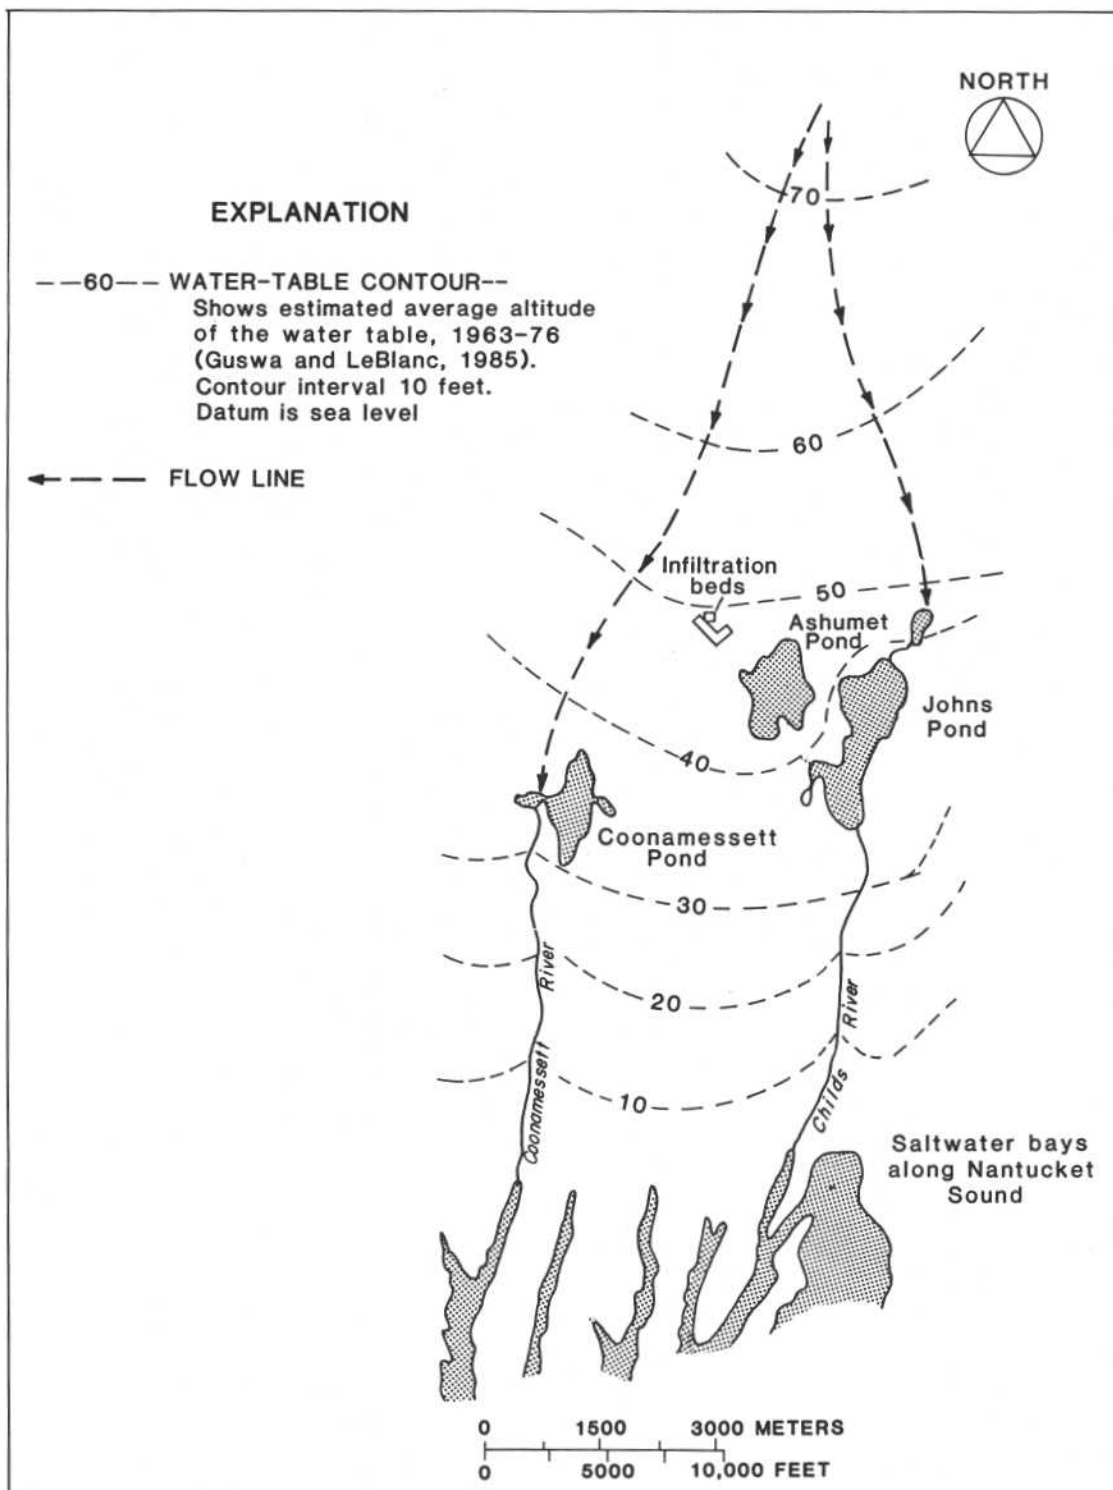 NORTH
70
EXPLANATION
--60-- WATER-TABLE CONTOUR--
Shows estimated average altitude
of the water table, 1963-76
(Guswa and LeBlanc, 1985).
Contour interval 10 feet.
Datum is sea level
60
FLOW LINE
Infiltration
beds
50
Ashumet
Pond
Johns
Pond
40
Coonamessett
Pond
30
River
20
River
Coonamessett
10
Childs
Saltwater bays
along Nantucket
Sound
0 1500 3000 METERS
0 5000 10,000 FEET